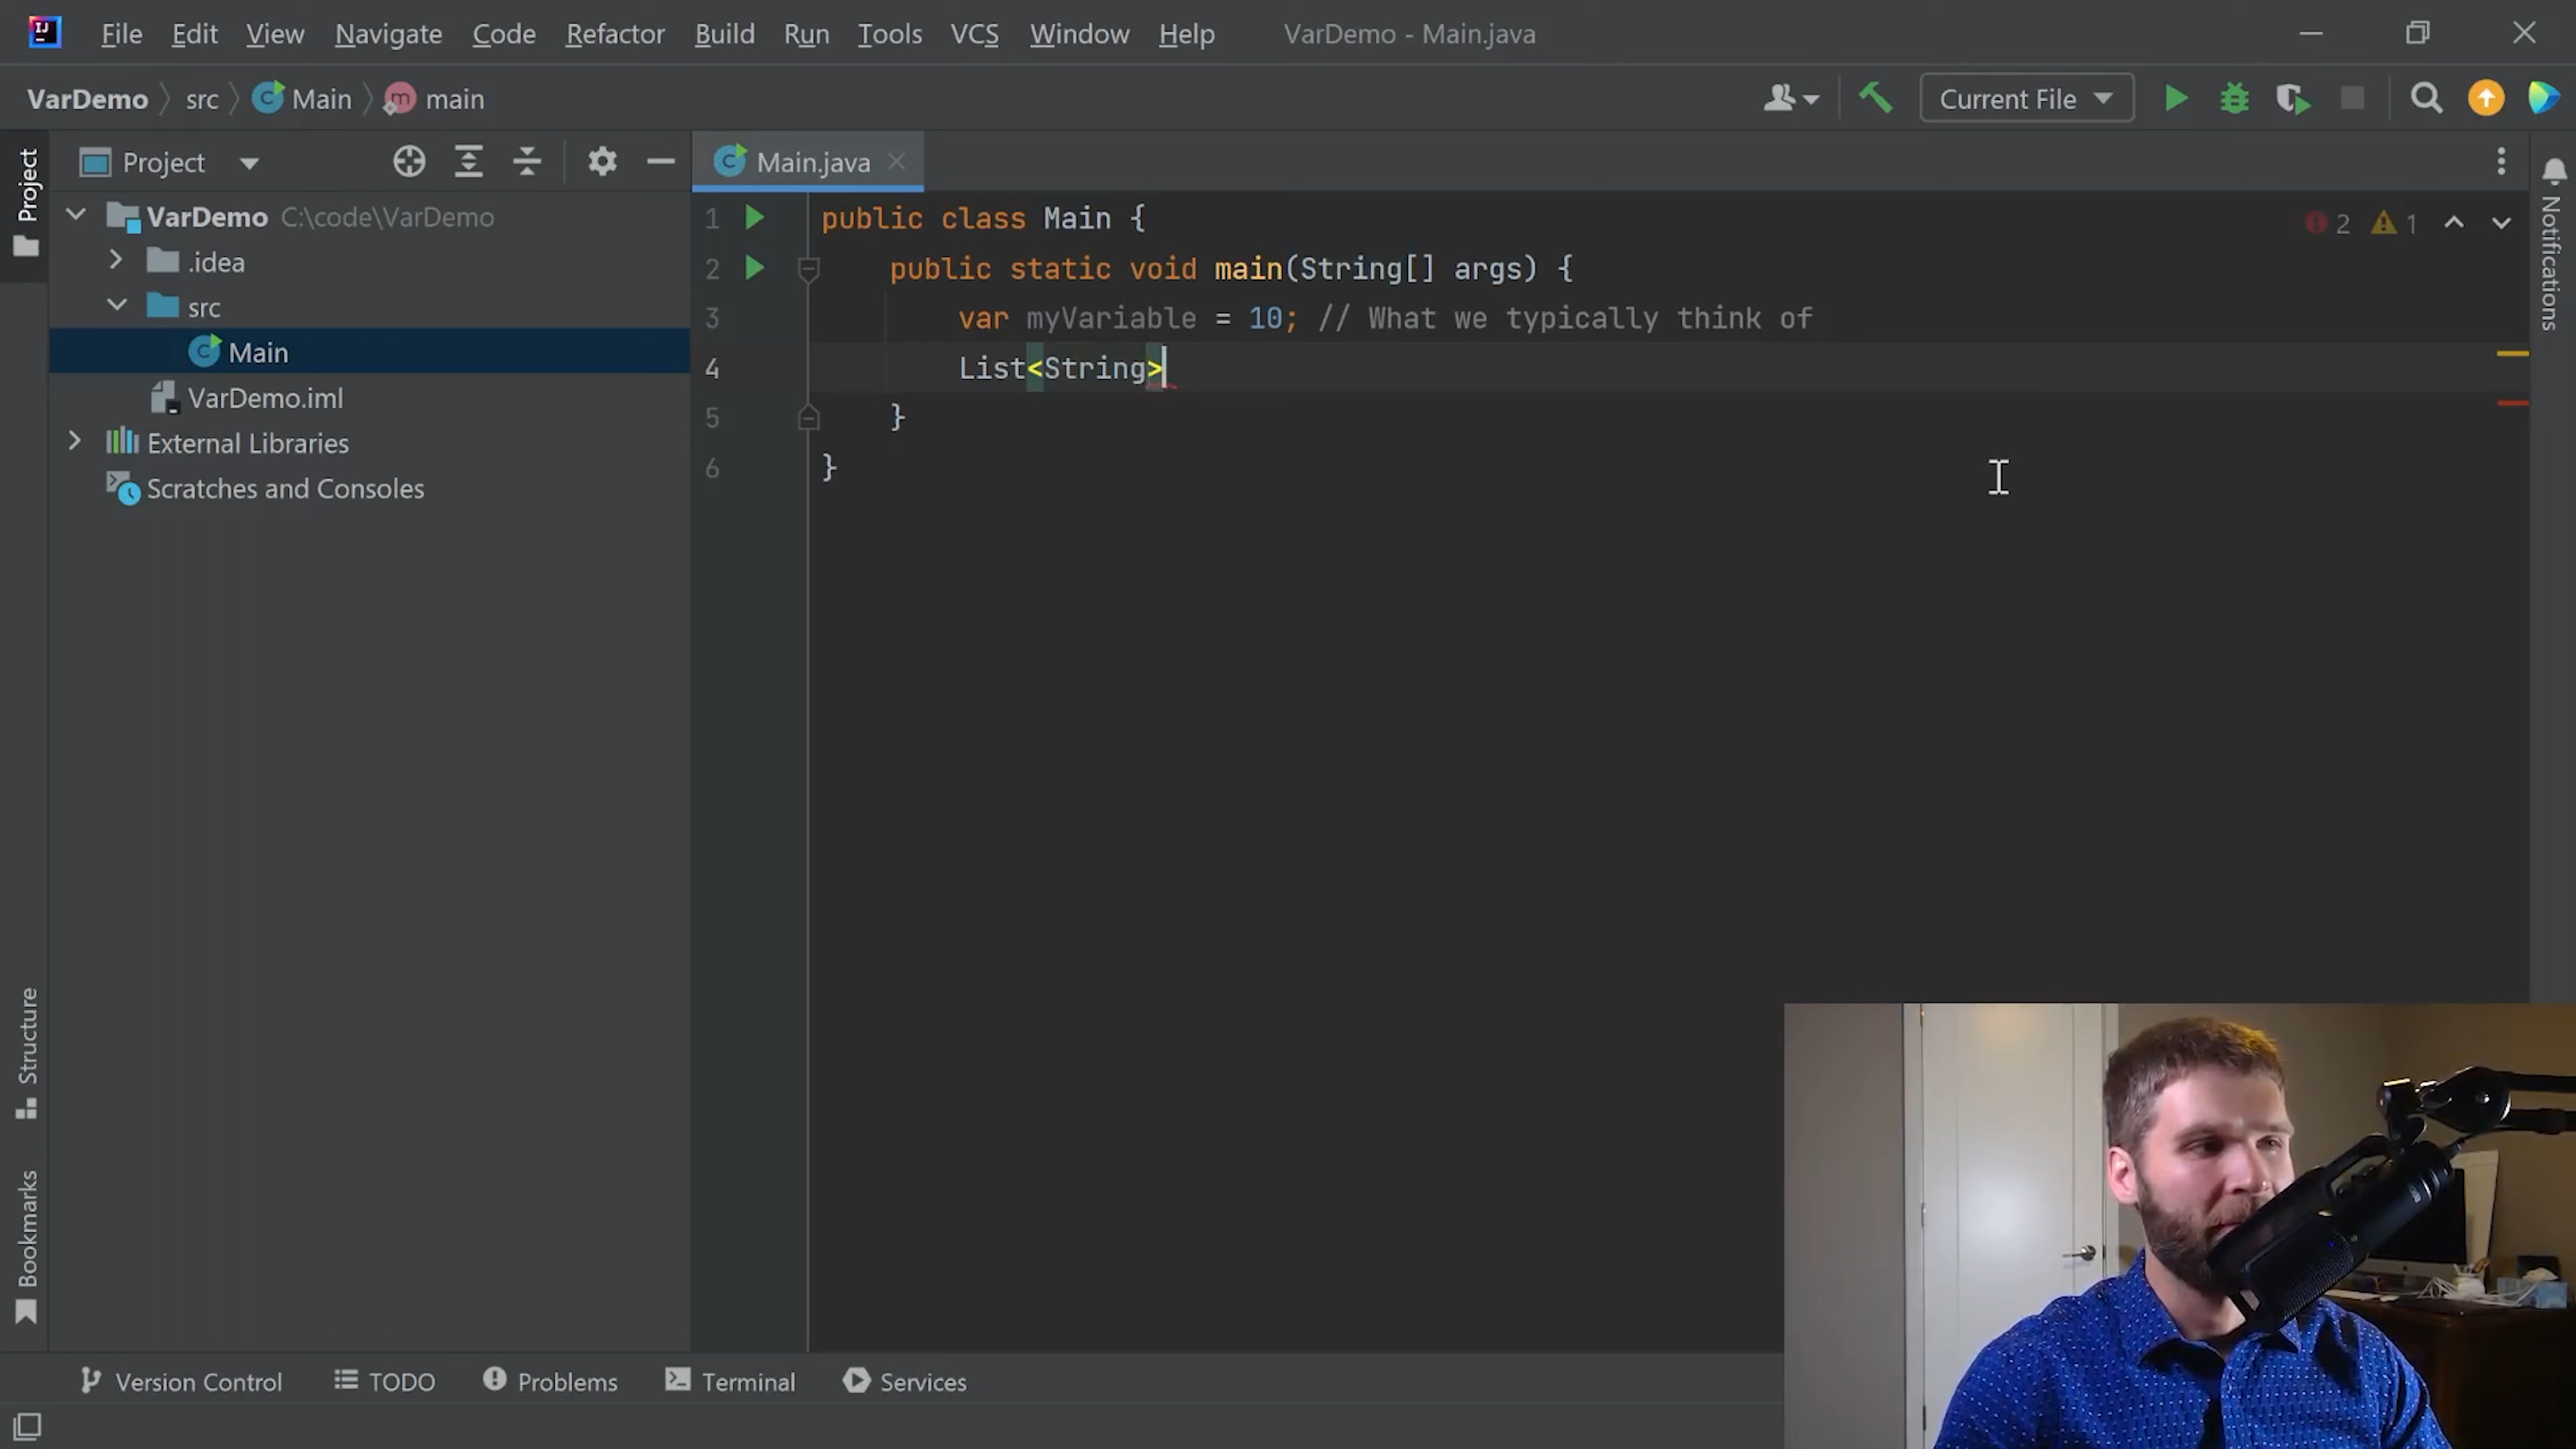 File Edit View Navigate Code Refactor Build Run Tools VCS Window Help VarDemo - Main.java
VarDemo src Main main Current File
Project Main.java
VarDemo C:\code\VarDemo
.idea
src
Main
VarDemo.iml
External Libraries
Scratches and Consoles
1 public class Main {
2 public static void main(String[] args) {
3 var myVariable = 10; // What we typically think of
4 List<String>
5 }
6 }
2 1
Project
Structure
Bookmarks
Notifications
Version Control TODO Problems Terminal Services